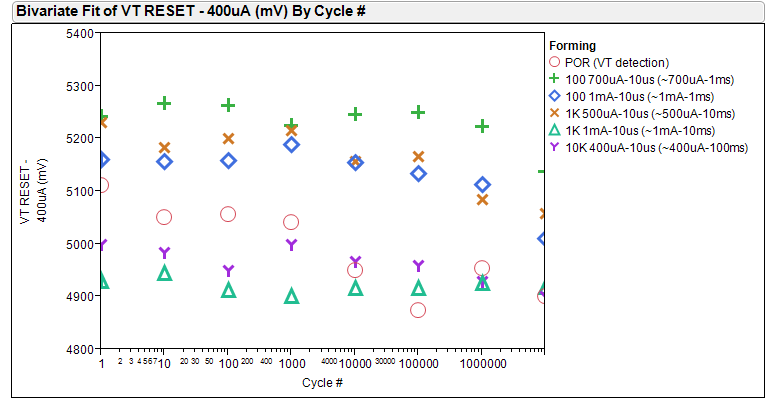 Bivariate Fit of VT RESET - 400uA (mV) By Cycle #
5400
5300
5200
5100
5000
4900
4800
VT RESET -
400uA (mV)
1 2 3 4 567 10 20 30 50 100 200 400 1000 4000 10000 30000 100000 1000000
Cycle #
Forming
POR (VT detection)
100 700uA-10us (~700uA-1ms)
100 1mA-10us (~1mA-1ms)
1K 500uA-10us (~500uA-10ms)
1K 1mA-10us (~1mA-10ms)
10K 400uA-10us (~400uA-100ms)